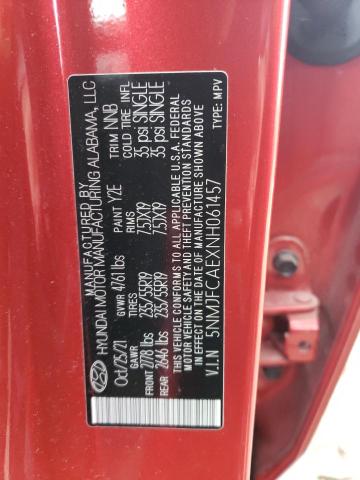 MANUFACTURED BY
HYUNDAI MOTOR MANUFACTURING ALABAMA, LLC
Oct/25/21 GVWR 4761 lbs PAINT Y2E TRIM NNB
GAWR RIMS COLD TIRE INFL
FRONT 2778 lbs 235/55R19 7.5JX19 35 psi SINGLE
REAR 2646 lbs 235/55R19 7.5JX19 35 psi SINGLE
THIS VEHICLE CONFORMS TO ALL APPLICABLE U.S.A. FEDERAL
MOTOR VEHICLE SAFETY AND THEFT PREVENTION STANDARDS
IN EFFECT ON THE DATE OF MANUFACTURE SHOWN ABOVE.
V.I.N 5NMJFCAEXNH061457 TYPE: MPV